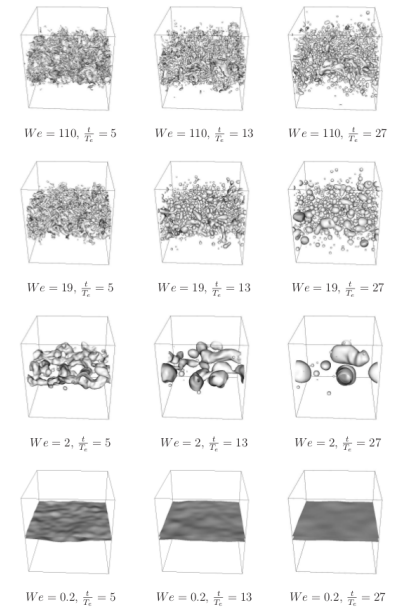 We = 110, t/T_e = 5
We = 110, t/T_e = 13
We = 110, t/T_e = 27
We = 19, t/T_e = 5
We = 19, t/T_e = 13
We = 19, t/T_e = 27
We = 2, t/T_e = 5
We = 2, t/T_e = 13
We = 2, t/T_e = 27
We = 0.2, t/T_e = 5
We = 0.2, t/T_e = 13
We = 0.2, t/T_e = 27